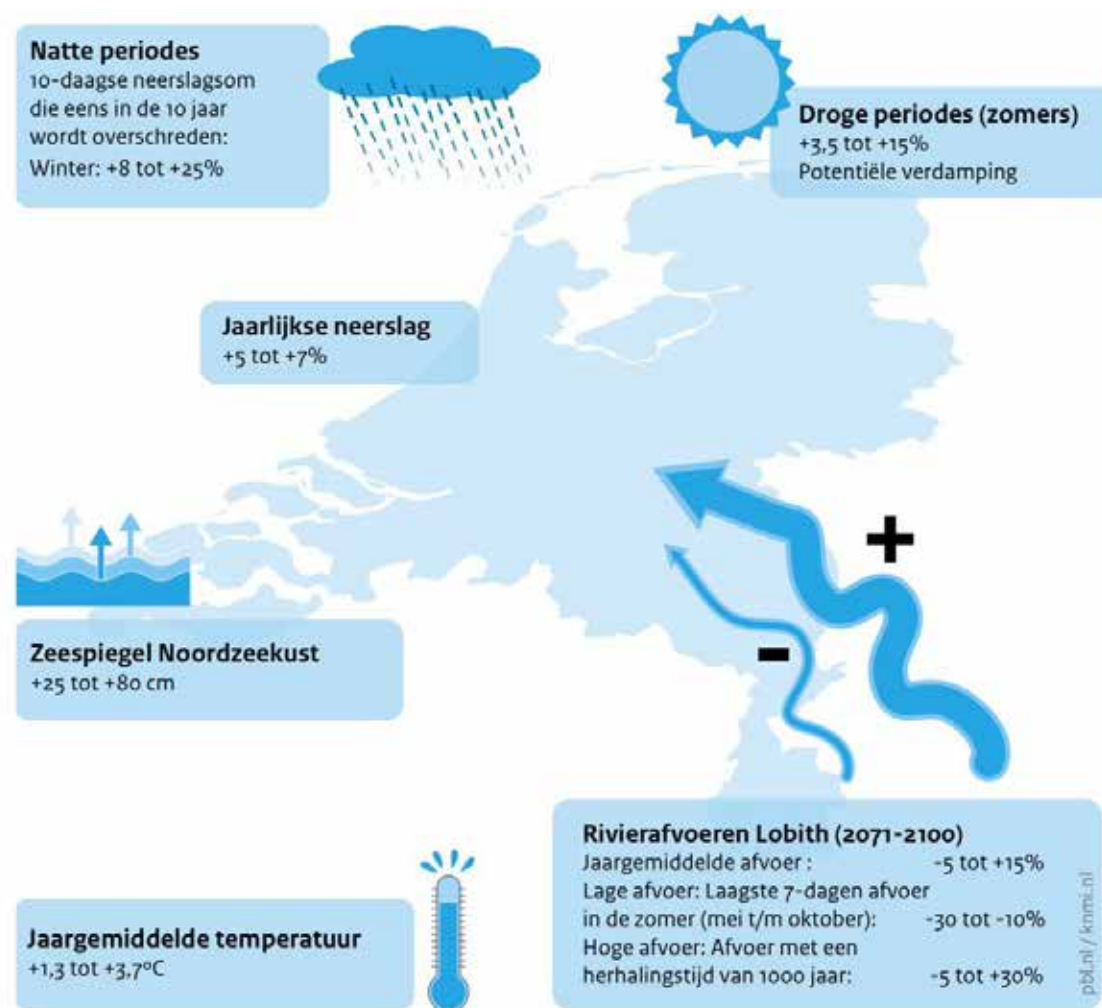 Natte periodes
10-daagse neerslagsom
die eens in de 10 jaar
wordt overschreden:
Winter: +8 tot +25%
Droge periodes (zomers)
+3,5 tot +15%
Potentiële verdamping
Jaarlijkse neerslag
+5 tot +7%
+
-
Zeespiegel Noordzeekust
+25 tot +80 cm
Jaargemiddelde temperatuur
+1,3 tot +3,7°C
Rivierafvoeren Lobith (2071-2100)
Jaargemiddelde afvoer : -5 tot +15%
Lage afvoer: Laagste 7-dagen afvoer
in de zomer (mei t/m oktober): -30 tot -10%
Hoge afvoer: Afvoer met een
herhalingstijd van 1000 jaar: -5 tot +30%
pbl.nl / knmi.nl